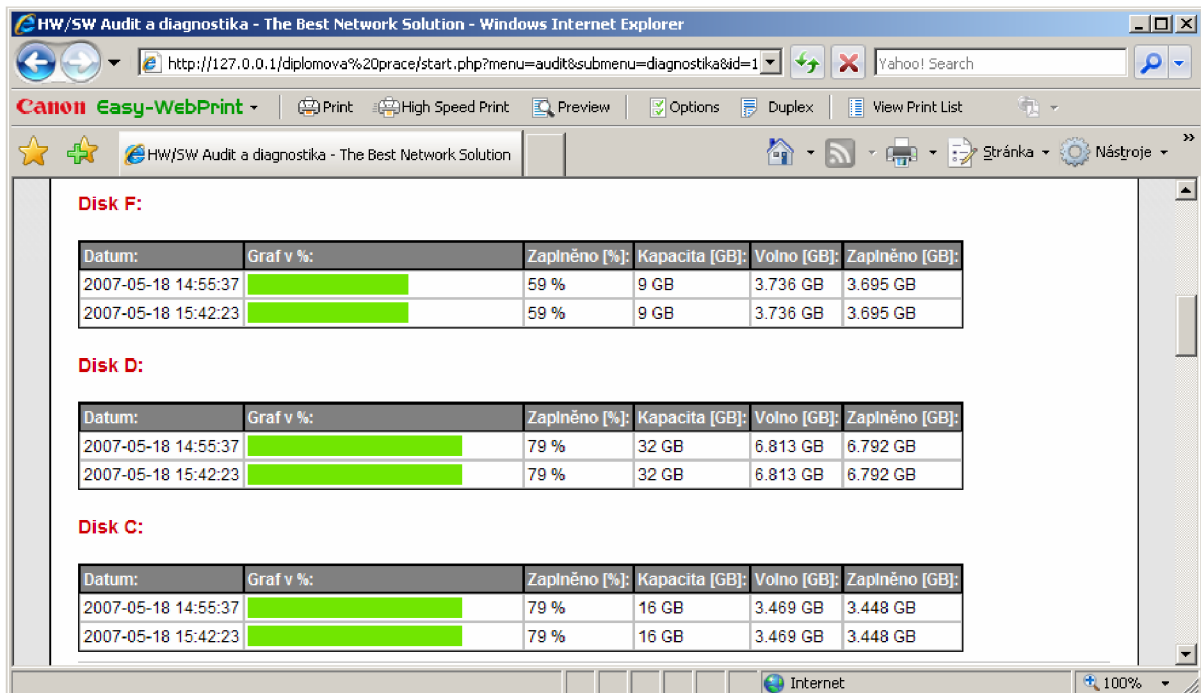 HW/SW Audit a diagnostika - The Best Network Solution - Windows Internet Explorer
http://127.0.0.1/diplomova%20prace/start.php?menu=audit&submenu=diagnostika&id=1
Yahoo! Search
Canon Easy-WebPrint
Print
High Speed Print
Preview
Options
Duplex
View Print List
HW/SW Audit a diagnostika - The Best Network Solution
Stránka
Nástroje
Disk F:
Datum: Graf v %: Zaplněno [%]: Kapacita [GB]: Volno [GB]: Zaplněno [GB]:
2007-05-18 14:55:37 59 % 9 GB 3.736 GB 3.695 GB
2007-05-18 15:42:23 59 % 9 GB 3.736 GB 3.695 GB
Disk D:
Datum: Graf v %: Zaplněno [%]: Kapacita [GB]: Volno [GB]: Zaplněno [GB]:
2007-05-18 14:55:37 79 % 32 GB 6.813 GB 6.792 GB
2007-05-18 15:42:23 79 % 32 GB 6.813 GB 6.792 GB
Disk C:
Datum: Graf v %: Zaplněno [%]: Kapacita [GB]: Volno [GB]: Zaplněno [GB]:
2007-05-18 14:55:37 79 % 16 GB 3.469 GB 3.448 GB
2007-05-18 15:42:23 79 % 16 GB 3.469 GB 3.448 GB
Internet
100%